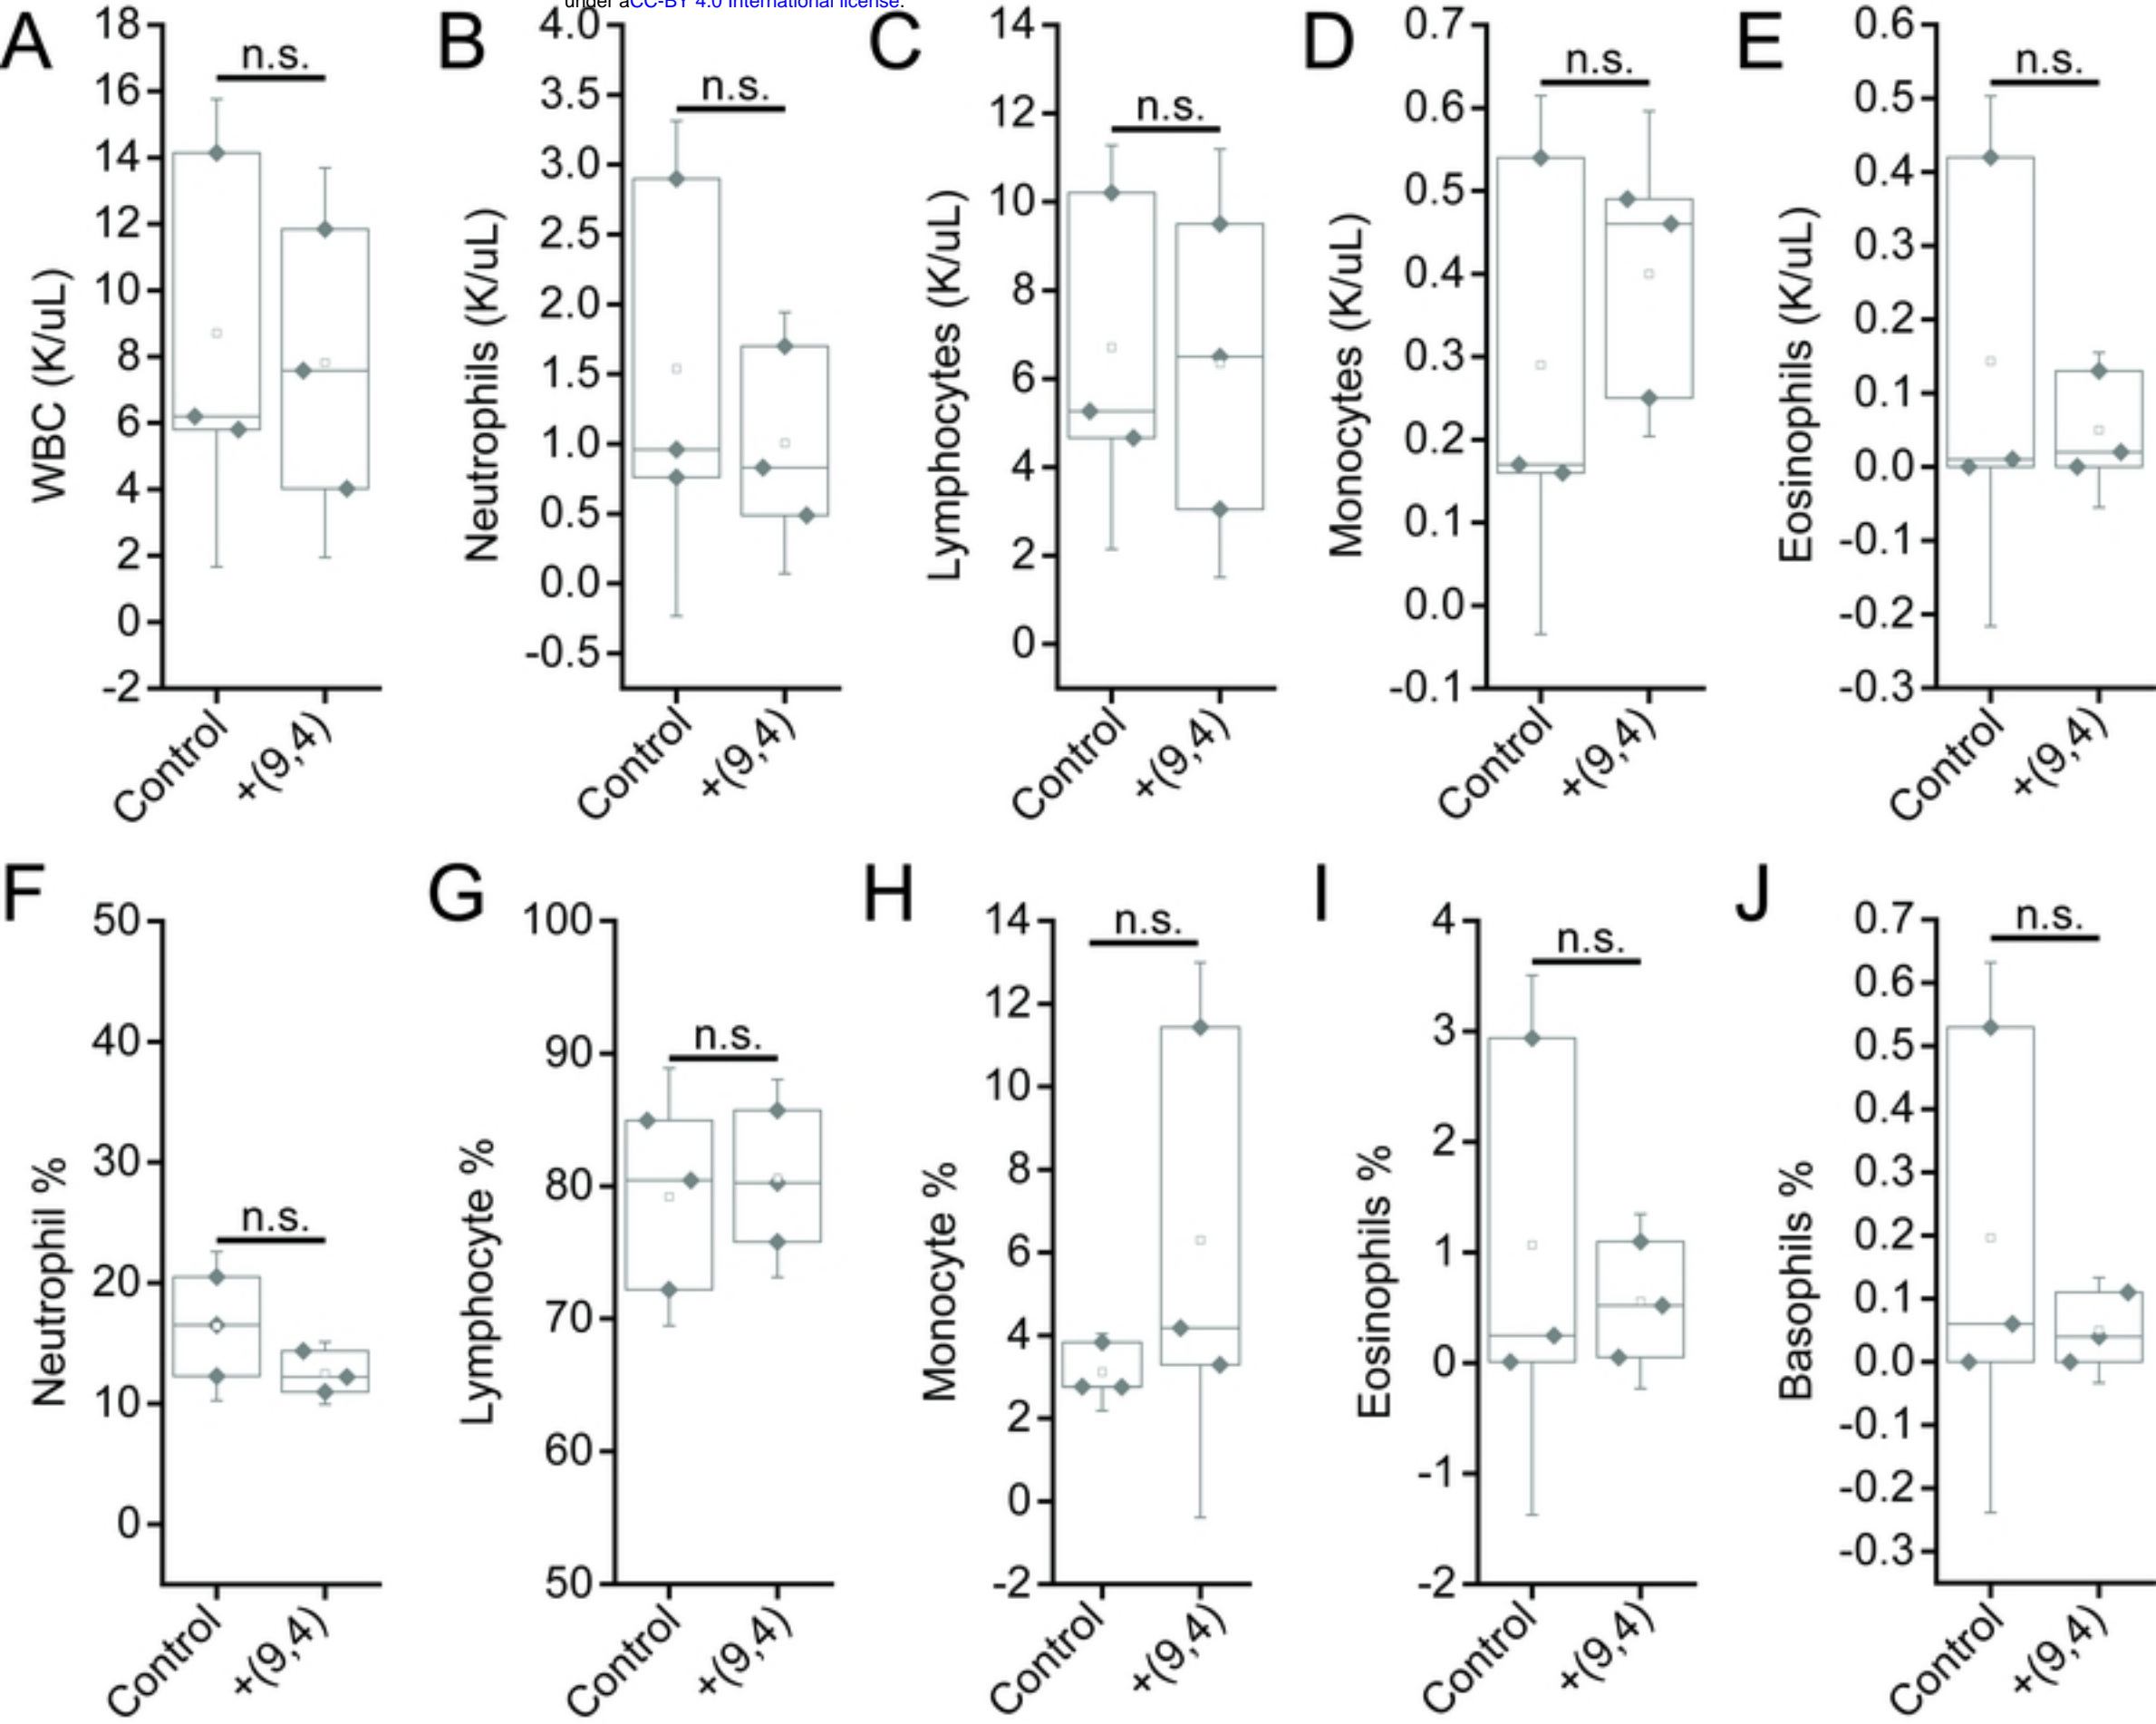 under aCC-BY 4.0 International license.
A
WBC (K/uL)
18
16
14
12
10
8
6
4
2
0
-2
n.s.
Control
+(9,4)
B
Neutrophils (K/uL)
4.0
3.5
3.0
2.5
2.0
1.5
1.0
0.5
0.0
-0.5
n.s.
Control
+(9,4)
C
Lymphocytes (K/uL)
14
12
10
8
6
4
2
0
n.s.
Control
+(9,4)
D
Monocytes (K/uL)
0.7
0.6
0.5
0.4
0.3
0.2
0.1
0.0
-0.1
n.s.
Control
+(9,4)
E
Eosinophils (K/uL)
0.6
0.5
0.4
0.3
0.2
0.1
0.0
-0.1
-0.2
-0.3
n.s.
Control
+(9,4)
F
Neutrophil %
50
40
30
20
10
0
n.s.
Control
+(9,4)
G
Lymphocyte %
100
90
80
70
60
50
n.s.
Control
+(9,4)
H
Monocyte %
14
12
10
8
6
4
2
0
-2
n.s.
Control
+(9,4)
I
Eosinophils %
4
3
2
1
0
-1
-2
n.s.
Control
+(9,4)
J
Basophils %
0.7
0.6
0.5
0.4
0.3
0.2
0.1
0.0
-0.1
-0.2
-0.3
n.s.
Control
+(9,4)